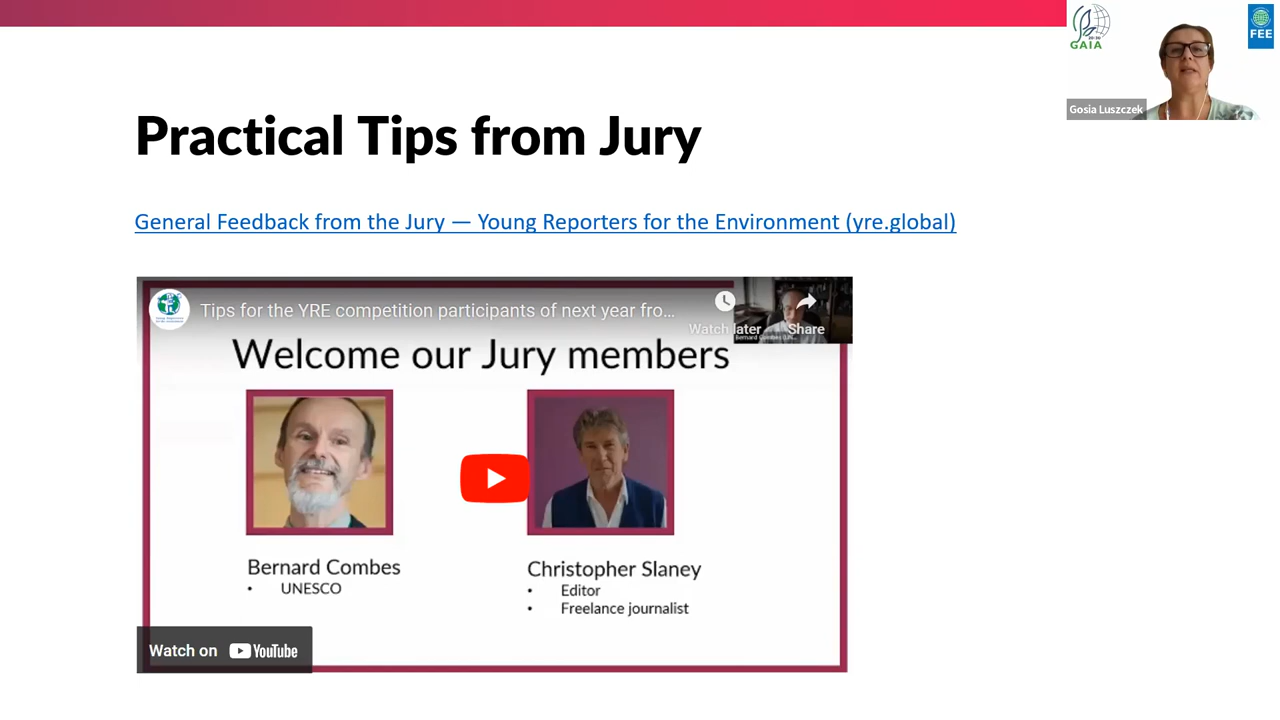 GAIA
FEE
Gosia Luszczek
Practical Tips from Jury
General Feedback from the Jury — Young Reporters for the Environment (yre.global)
Tips for the YRE competition participants of next year fro...
Watch later
Share
Welcome our Jury members
Bernard Combes
• UNESCO
Christopher Slaney
• Editor
• Freelance journalist
Watch on YouTube